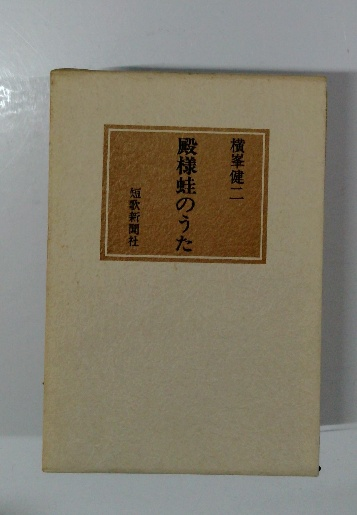 横峯健二
殿様蛙のうた
短歌新聞社